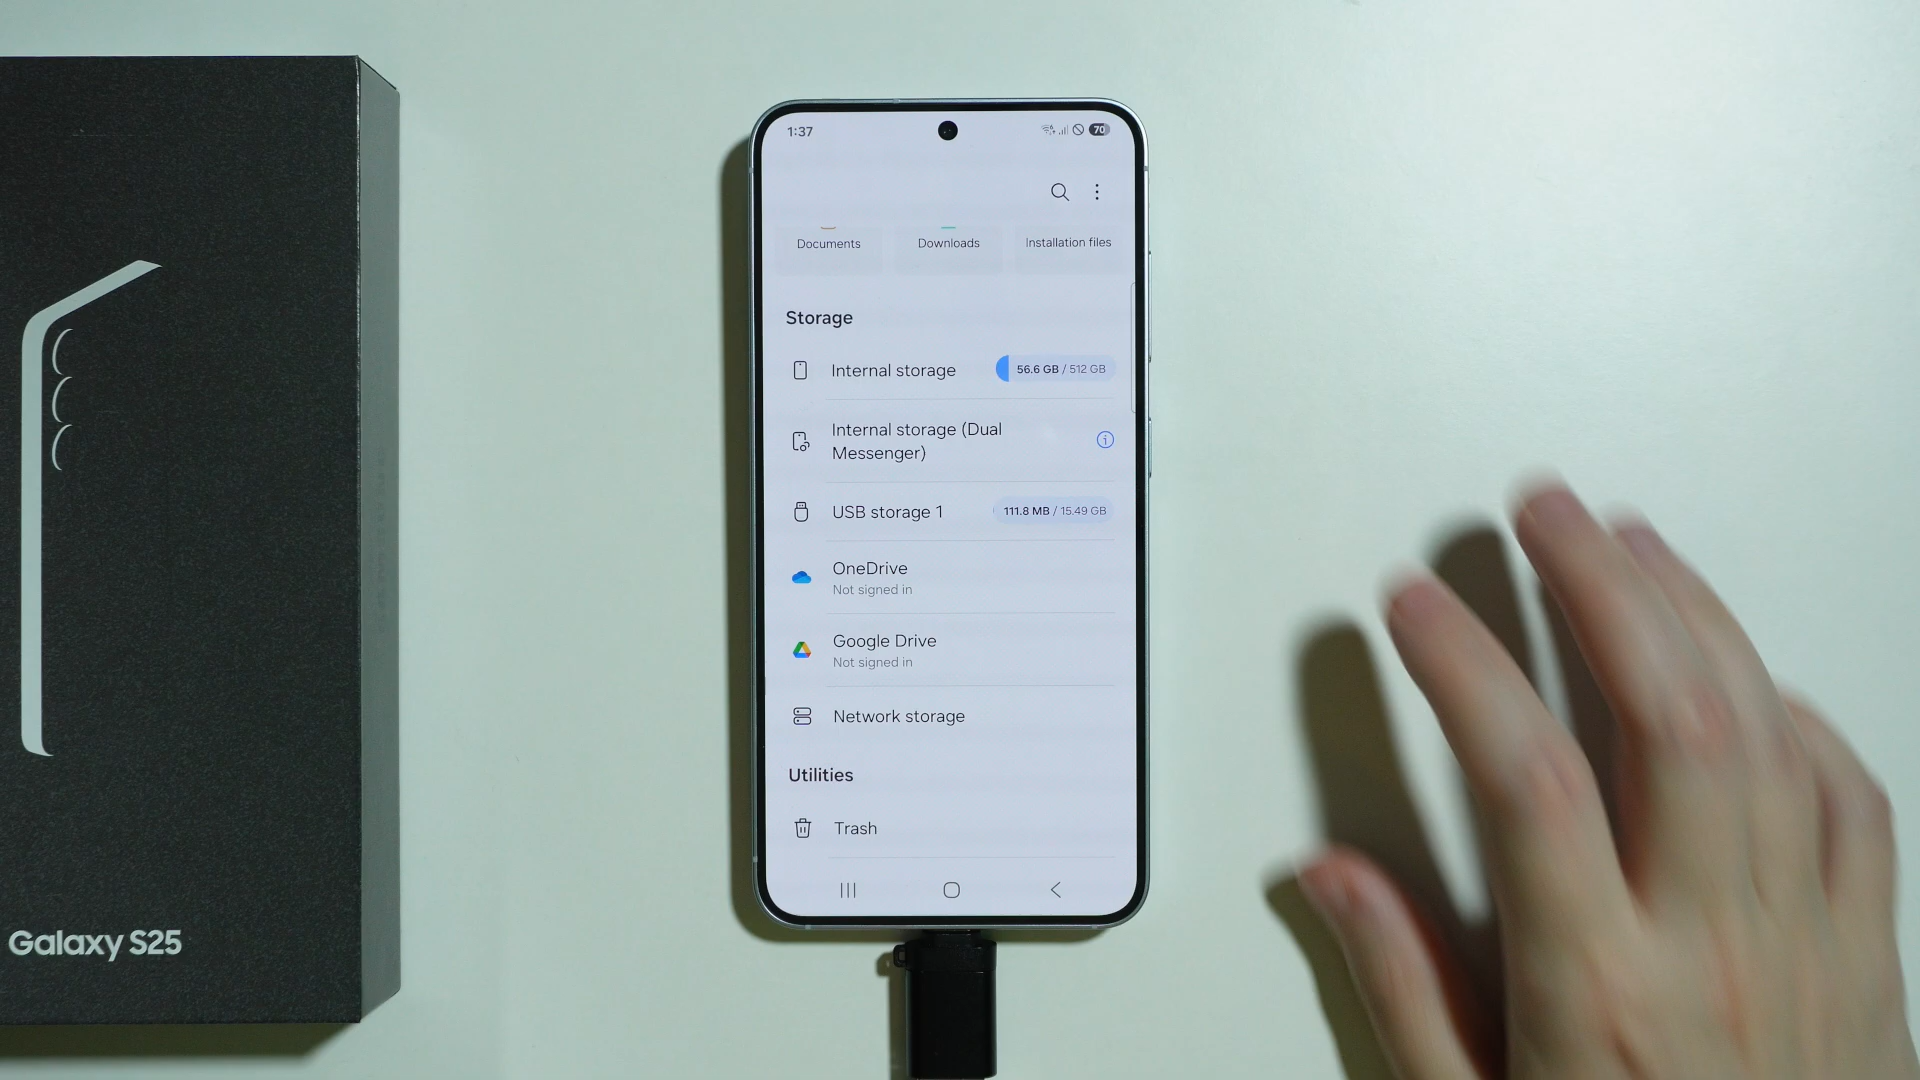 1:37
70
Documents
Downloads
Installation files
Storage
Internal storage
56.6 GB / 512 GB
Internal storage (Dual
Messenger)
USB storage 1
111.8 MB / 15.49 GB
OneDrive
Not signed in
Google Drive
Not signed in
Network storage
Utilities
Trash
Galaxy S25